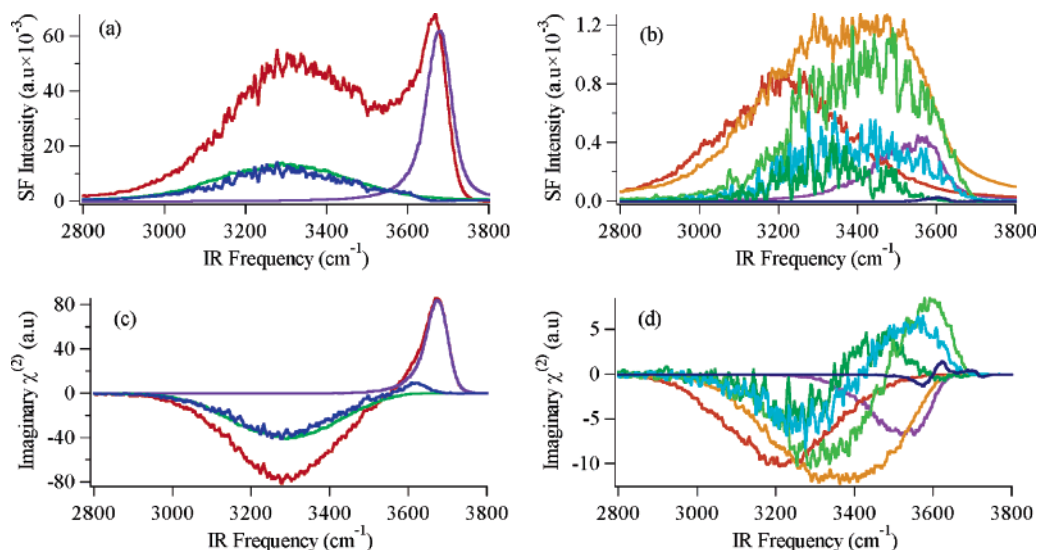 (a)
SF Intensity (a.u×10⁻³)
60
40
20
0
2800 3000 3200 3400 3600 3800
IR Frequency (cm⁻¹)
(b)
SF Intensity (a.u×10⁻³)
1.2
0.8
0.4
0.0
2800 3000 3200 3400 3600 3800
IR Frequency (cm⁻¹)
(c)
Imaginary χ⁽²⁾ (a.u)
80
40
0
-40
-80
2800 3000 3200 3400 3600 3800
IR Frequency (cm⁻¹)
(d)
Imaginary χ⁽²⁾ (a.u)
5
0
-5
-10
2800 3000 3200 3400 3600 3800
IR Frequency (cm⁻¹)